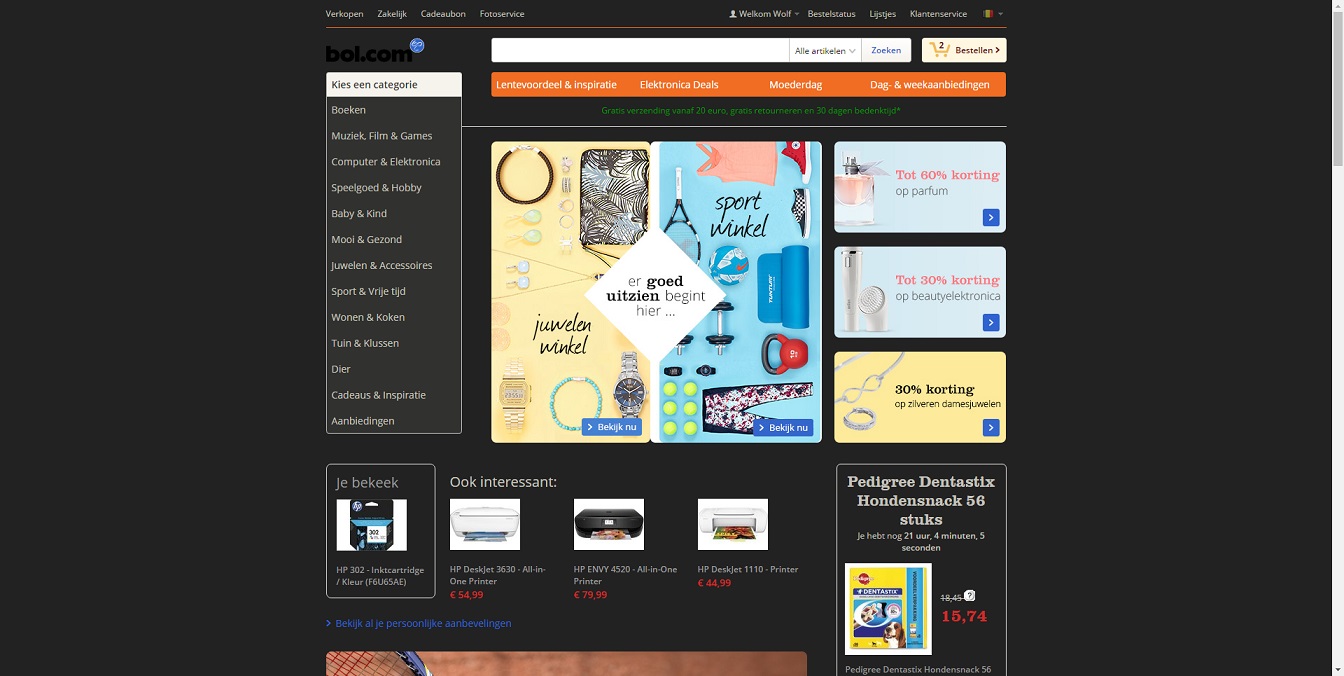 Verkopen Zakelijk Cadeaubon Fotoservice
Welkom Wolf Bestelstatus Lijstjes Klantenservice
bol.com
Alle artikelen Zoeken
2 Bestellen
Kies een categorie
Boeken
Muziek, Film & Games
Computer & Elektronica
Speelgoed & Hobby
Baby & Kind
Mooi & Gezond
Juwelen & Accessoires
Sport & Vrije tijd
Wonen & Koken
Tuin & Klussen
Dier
Cadeaus & Inspiratie
Aanbiedingen
Lentevoordeel & inspiratie Elektronica Deals Moederdag Dag- & weekaanbiedingen
Gratis verzending vanaf 20 euro, gratis retourneren en 30 dagen bedenktijd*
sport
winkel
er goed
uitzien begint
hier ...
juwelen
winkel
TUNTURI
Bekijk nu
Bekijk nu
Tot 60% korting
op parfum
Tot 30% korting
op beautyelektronica
30% korting
op zilveren damesjuwelen
Je bekeek
302
HP 302 - Inktcartridge
/ Kleur (F6U65AE)
Ook interessant:
HP DeskJet 3630 - All-in-
One Printer
€ 54,99
HP ENVY 4520 - All-in-One
Printer
€ 79,99
HP DeskJet 1110 - Printer
€ 44,99
Bekijk al je persoonlijke aanbevelingen
Pedigree Dentastix
Hondensnack 56
stuks
Je hebt nog 21 uur, 4 minuten, 5
seconden
Pedigree
DENTASTIX
18,45 ?
15,74
Pedigree Dentastix Hondensnack 56